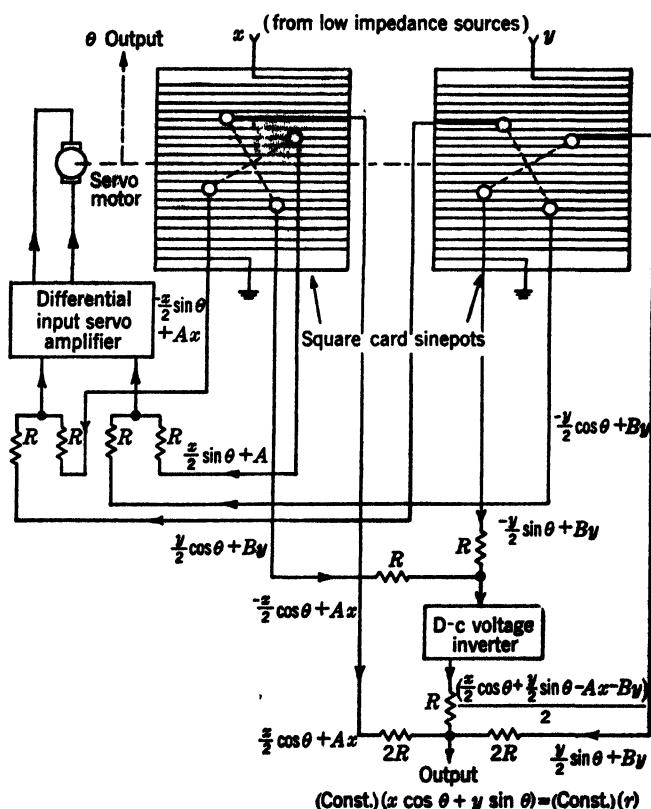 (from low impedance sources)
x
y
θ Output
Servo
motor
Differential
input servo
amplifier
-x/2 sin θ
+ Ax
Square card sinepots
R
R
R
R
x/2 sin θ + A
-y/2 cos θ + By
y/2 cos θ + By
R
-y/2 sin θ + By
R
-x/2 cos θ + Ax
D-c voltage
inverter
R
(x/2 cos θ + y/2 sin θ - Ax - By)
2
x/2 cos θ + Ax
2R
2R
y/2 sin θ + By
Output
(Const.)(x cos θ + y sin θ) = (Const.)(r)